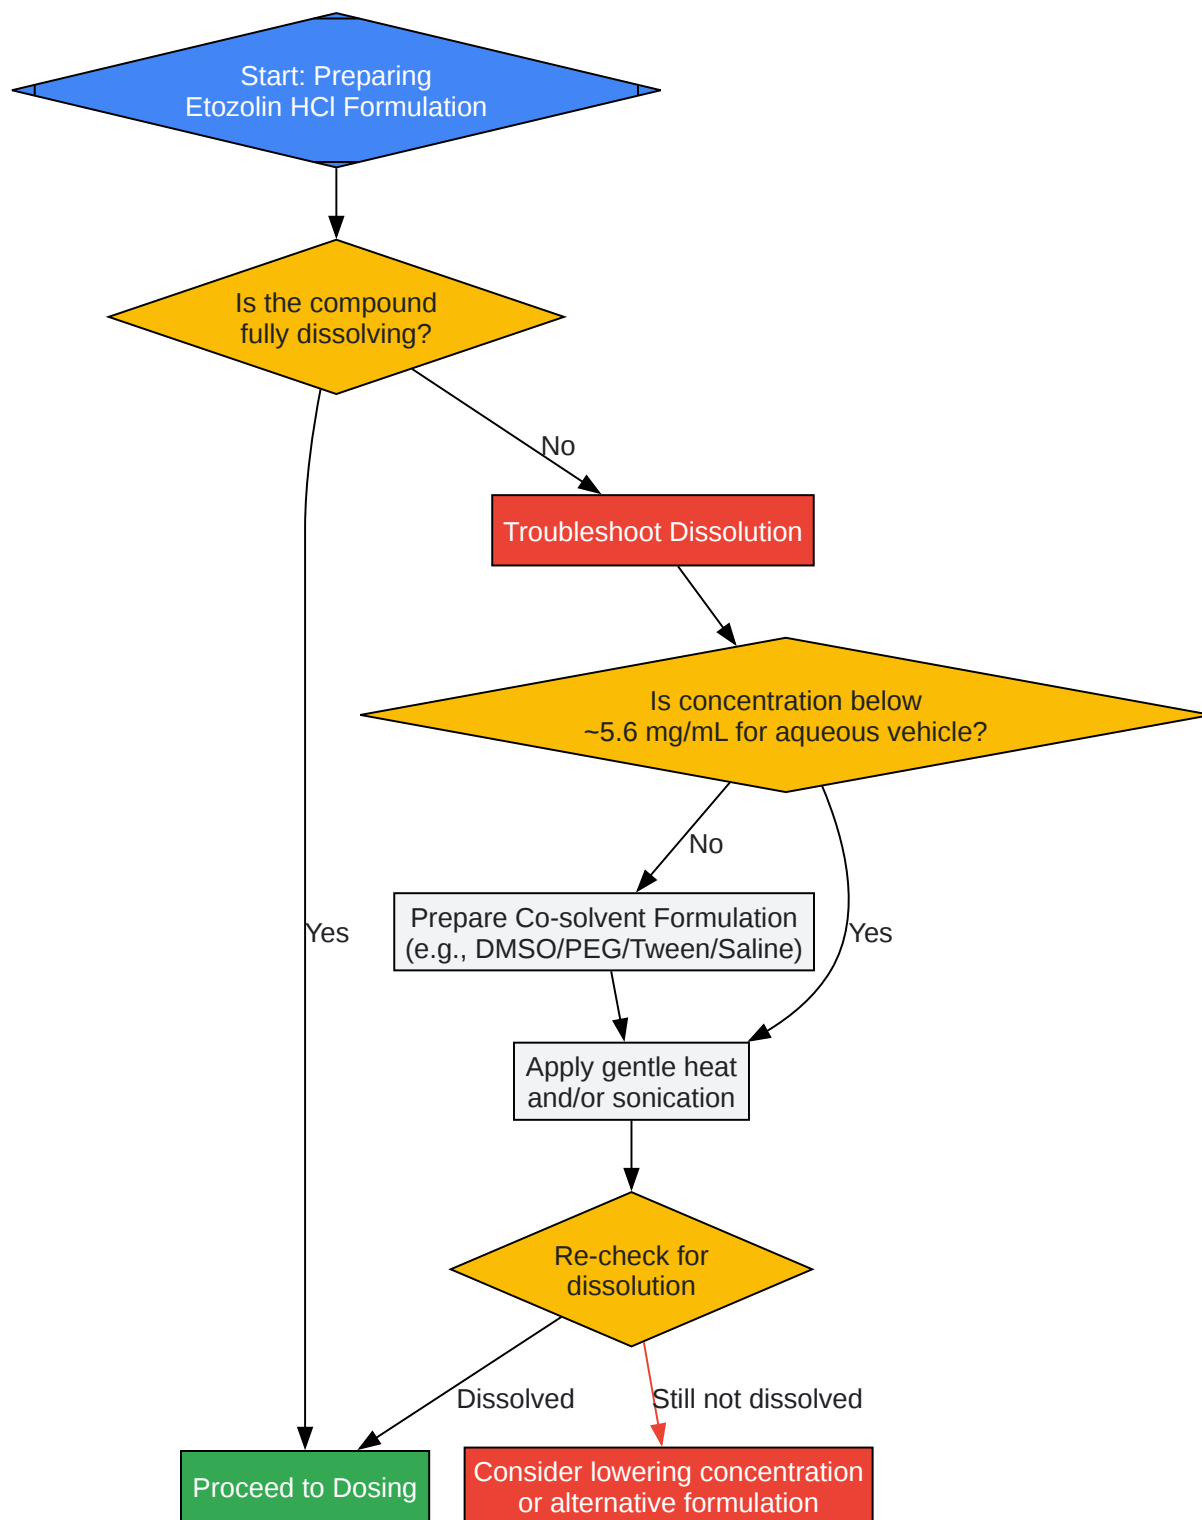 Start: Preparing
Etozolin HCl Formulation
Is the compound
fully dissolving?
No
Troubleshoot Dissolution
Is concentration below
~5.6 mg/mL for aqueous vehicle?
No
Prepare Co-solvent Formulation
(e.g., DMSO/PEG/Tween/Saline)
Yes
Yes
Apply gentle heat
and/or sonication
Re-check for
dissolution
Dissolved
Still not dissolved
Proceed to Dosing
Consider lowering concentration
or alternative formulation